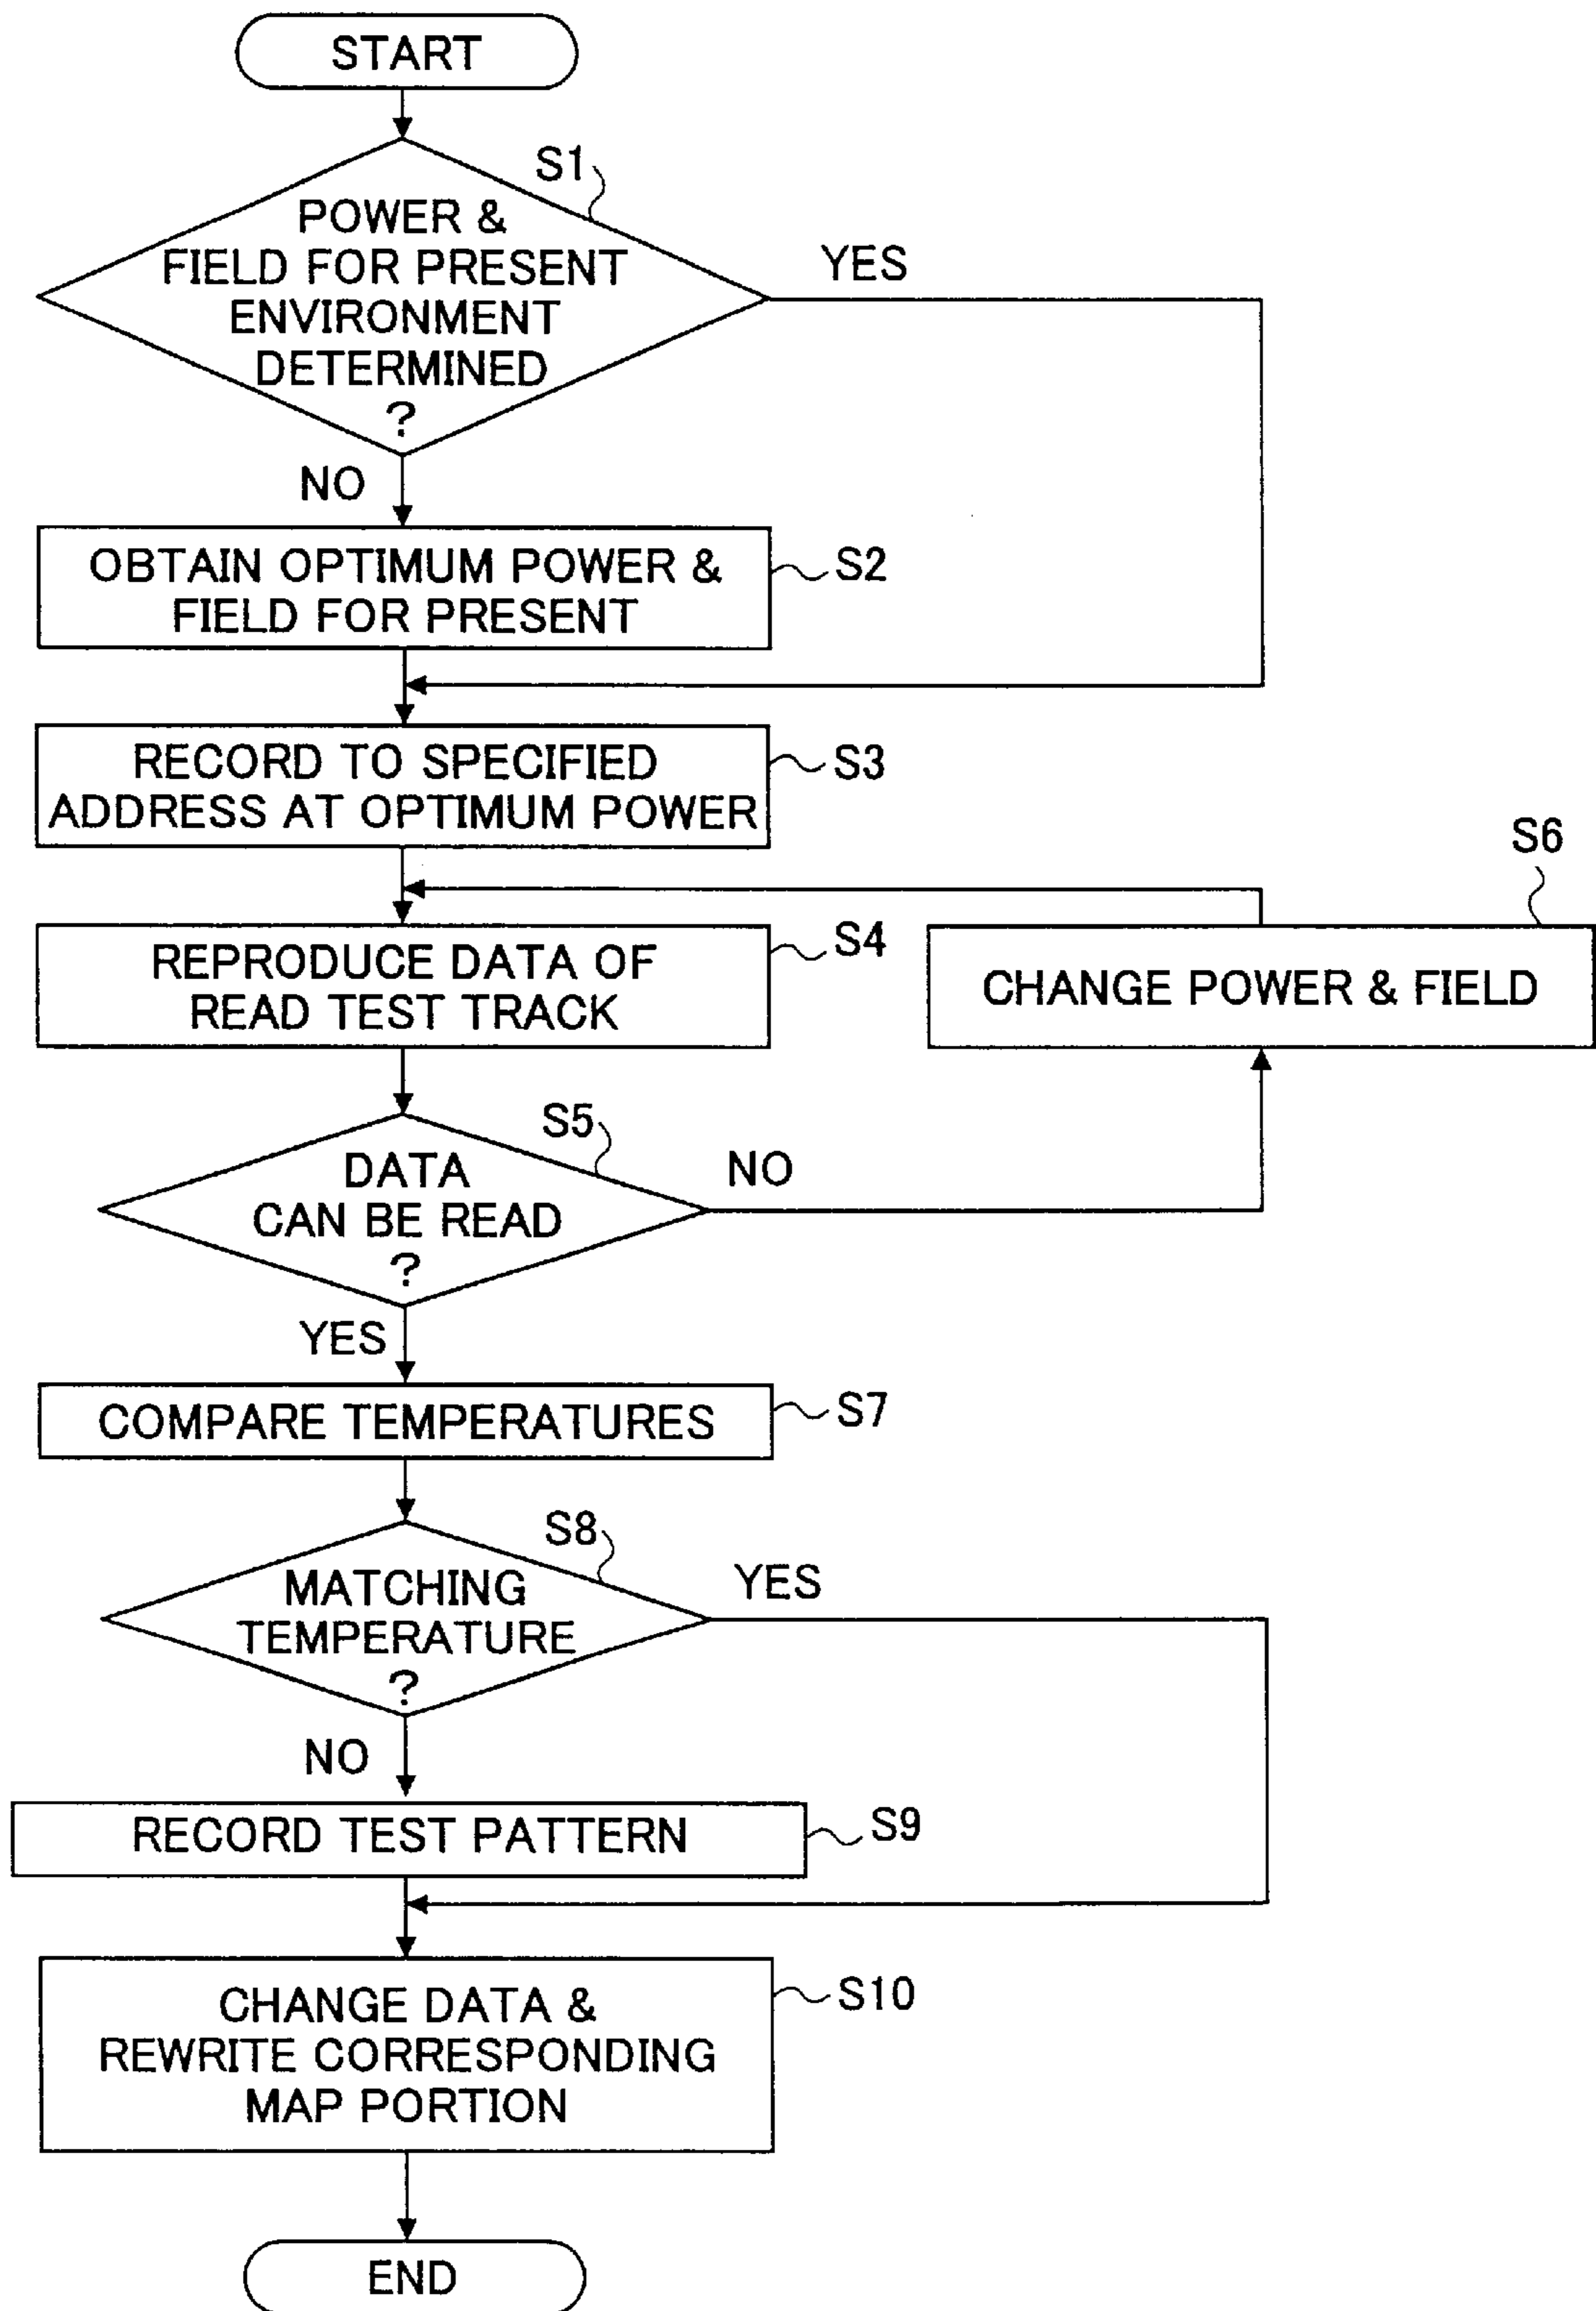 START
S1
POWER &
FIELD FOR PRESENT
ENVIRONMENT
DETERMINED
?
YES
NO
OBTAIN OPTIMUM POWER &
FIELD FOR PRESENT
S2
RECORD TO SPECIFIED
ADDRESS AT OPTIMUM POWER
S3
S6
REPRODUCE DATA OF
READ TEST TRACK
S4
CHANGE POWER & FIELD
S5
DATA
CAN BE READ
?
NO
YES
COMPARE TEMPERATURES
S7
S8
MATCHING
TEMPERATURE
?
YES
NO
RECORD TEST PATTERN
S9
CHANGE DATA &
REWRITE CORRESPONDING
MAP PORTION
S10
END